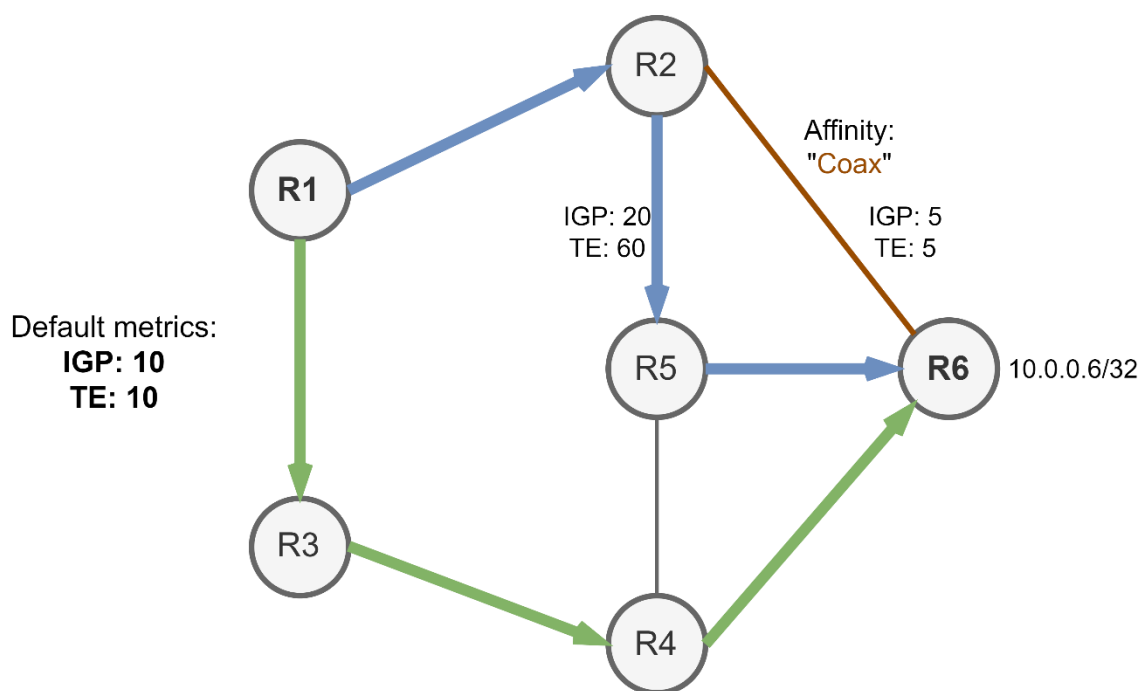 R2
Affinity:
"Coax"
R1
IGP: 20
TE: 60
IGP: 5
TE: 5
Default metrics:
IGP: 10
TE: 10
R5
R6
10.0.0.6/32
R3
R4